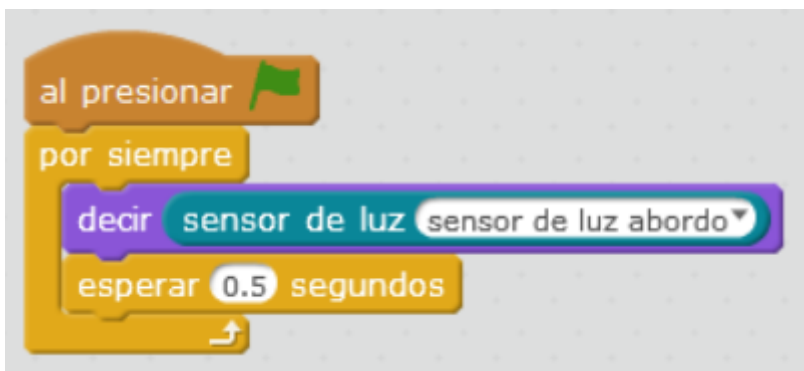 al presionar
por siempre
decir sensor de luz sensor de luz abordo
esperar 0.5 segundos